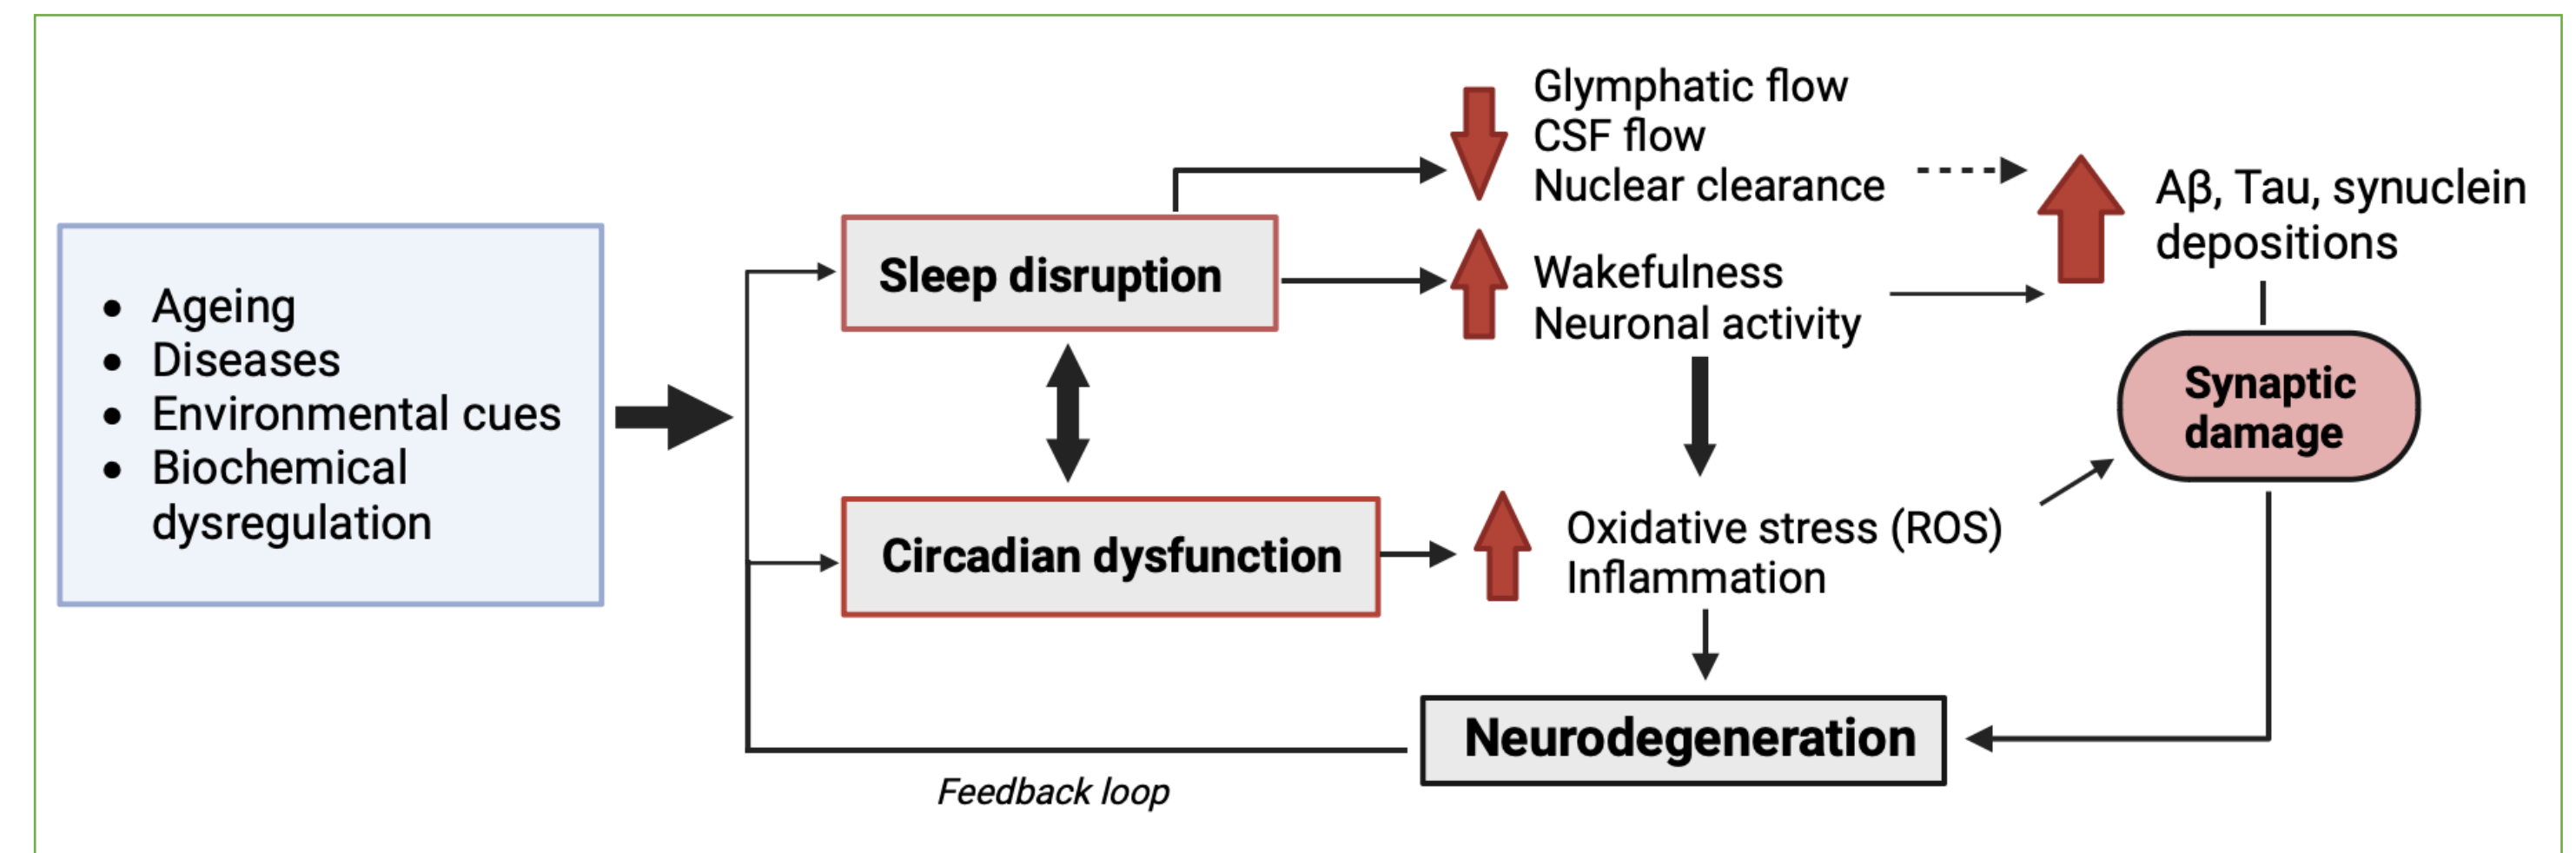 Ageing
Diseases
Environmental cues
Biochemical
dysregulation
Sleep disruption
Circadian dysfunction
Glymphatic flow
CSF flow
Nuclear clearance
Wakefulness
Neuronal activity
Oxidative stress (ROS)
Inflammation
Aβ, Tau, synuclein
depositions
Synaptic
damage
Neurodegeneration
Feedback loop